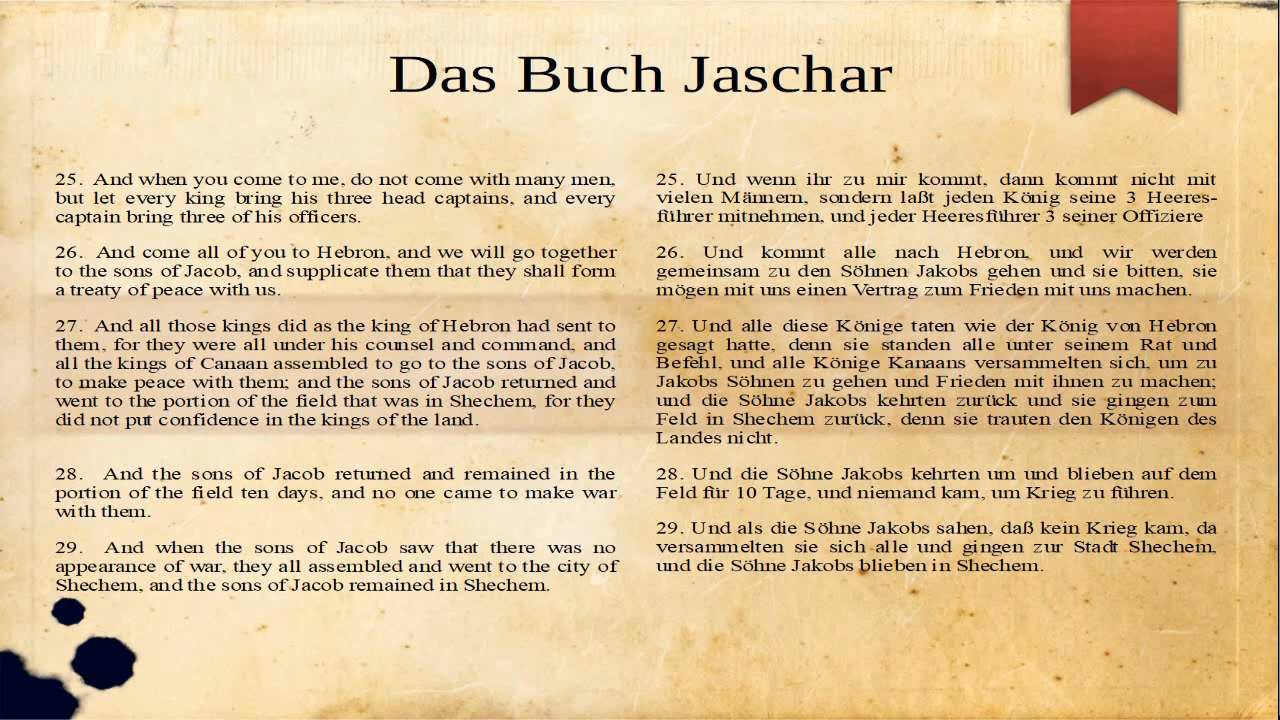 Das Buch Jaschar
25. And when you come to me, do not come with many men,
but let every king bring his three head captains, and every
captain bring three of his officers.
26. And come all of you to Hebron, and we will go together
to the sons of Jacob, and supplicate them that they shall form
a treaty of peace with us.
27. And all those kings did as the king of Hebron had sent to
them, for they were all under his counsel and command, and
all the kings of Canaan assembled to go to the sons of Jacob,
to make peace with them; and the sons of Jacob returned and
went to the portion of the field that was in Shechem, for they
did not put confidence in the kings of the land.
28. And the sons of Jacob returned and remained in the
portion of the field ten days, and no one came to make war
with them.
29. And when the sons of Jacob saw that there was no
appearance of war, they all assembled and went to the city of
Shechem, and the sons of Jacob remained in Shechem.
25. Und wenn ihr zu mir kommt, dann kommt nicht mit
vielen Männern, sondern laßt jeden König seine 3 Heeres-
führer mitnehmen, und jeder Heeresführer 3 seiner Offiziere
26. Und kommt alle nach Hebron, und wir werden
gemeinsam zu den Söhnen Jakobs gehen und sie bitten, sie
mögen mit uns einen Vertrag zum Frieden mit uns machen.
27. Und alle diese Könige taten wie der König von Hebron
gesagt hatte, denn sie standen alle unter seinem Rat und
Befehl, und alle Könige Kanaans versammelten sich, um zu
Jakobs Söhnen zu gehen und Frieden mit ihnen zu machen;
und die Söhne Jakobs kehrten zurück und sie gingen zum
Feld in Shechem zurück, denn sie trauten den Königen des
Landes nicht.
28. Und die Söhne Jakobs kehrten um und blieben auf dem
Feld für 10 Tage, und niemand kam, um Krieg zu führen.
29. Und als die Söhne Jakobs sahen, daß kein Krieg kam, da
versammelten sie sich alle und gingen zur Stadt Shechem,
und die Söhne Jakobs blieben in Shechem.